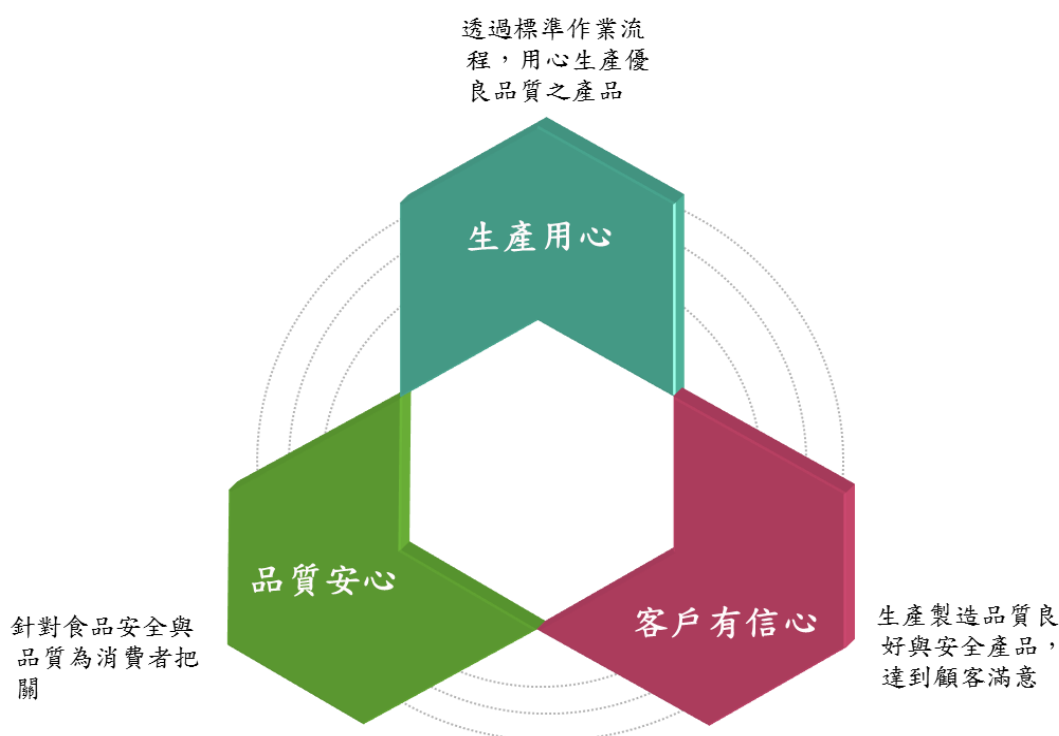 透過標準作業流
程，用心生產優
良品質之產品
生產用心
品質安心
客戶有信心
針對食品安全與
品質為消費者把
關
生產製造品質良
好與安全產品，
達到顧客滿意